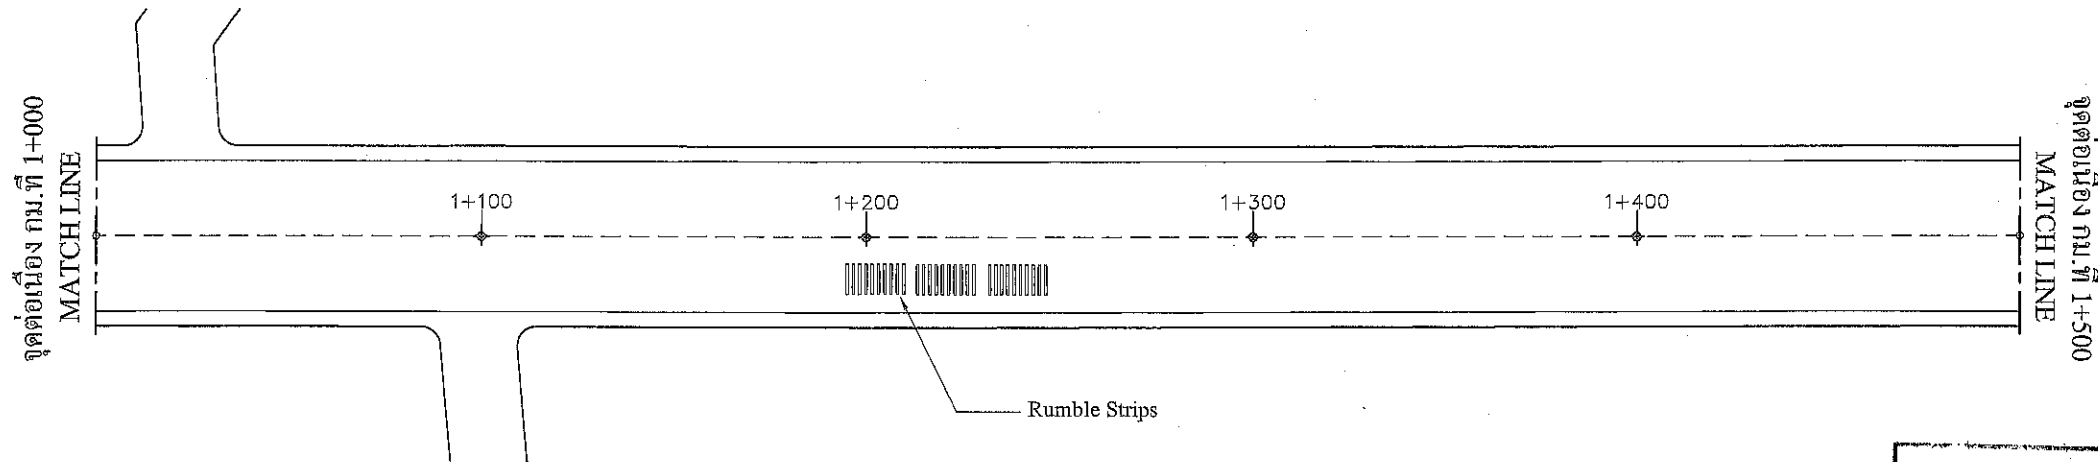 จุดต่อเนื่อง กม.ที่ 1+000
MATCH LINE
1+100
1+200
1+300
1+400
Rumble Strips
MATCH LINE
จุดต่อเนื่อง กม.ที่ 1+500